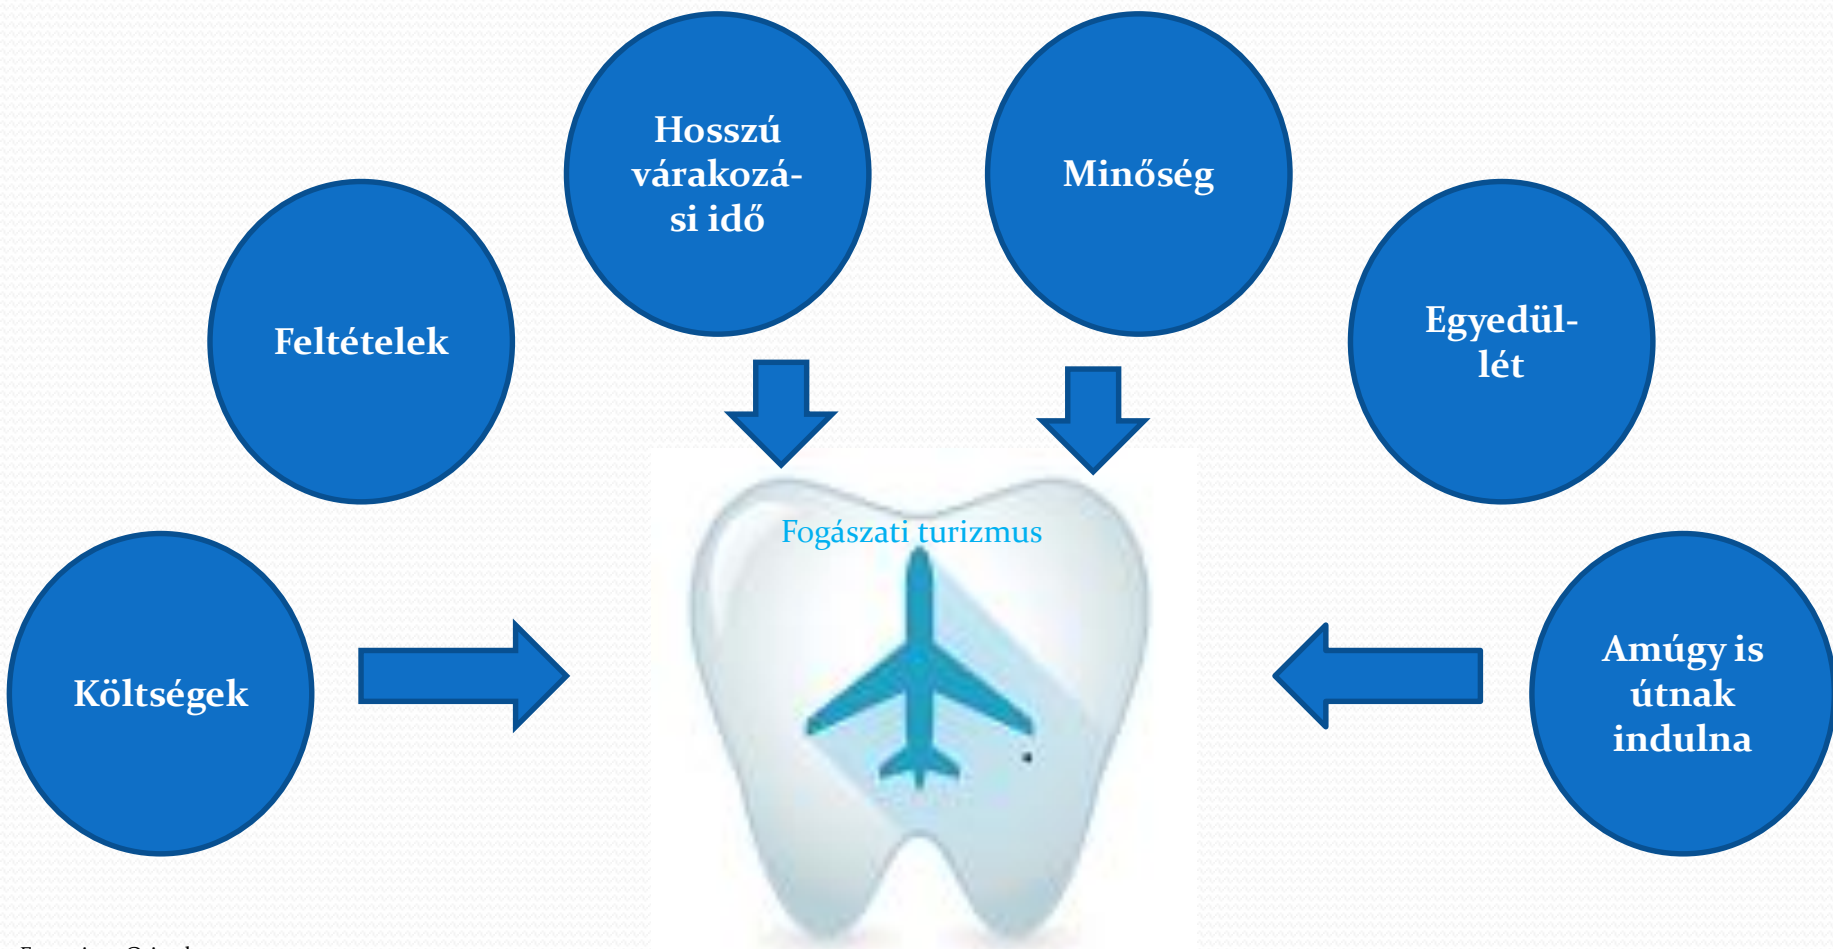 Hosszú
várakozá-
si idő
Minőség
Feltételek
Egyedül-
lét
Fogászati turizmus
Költségek
Amúgy is
útnak
indulna